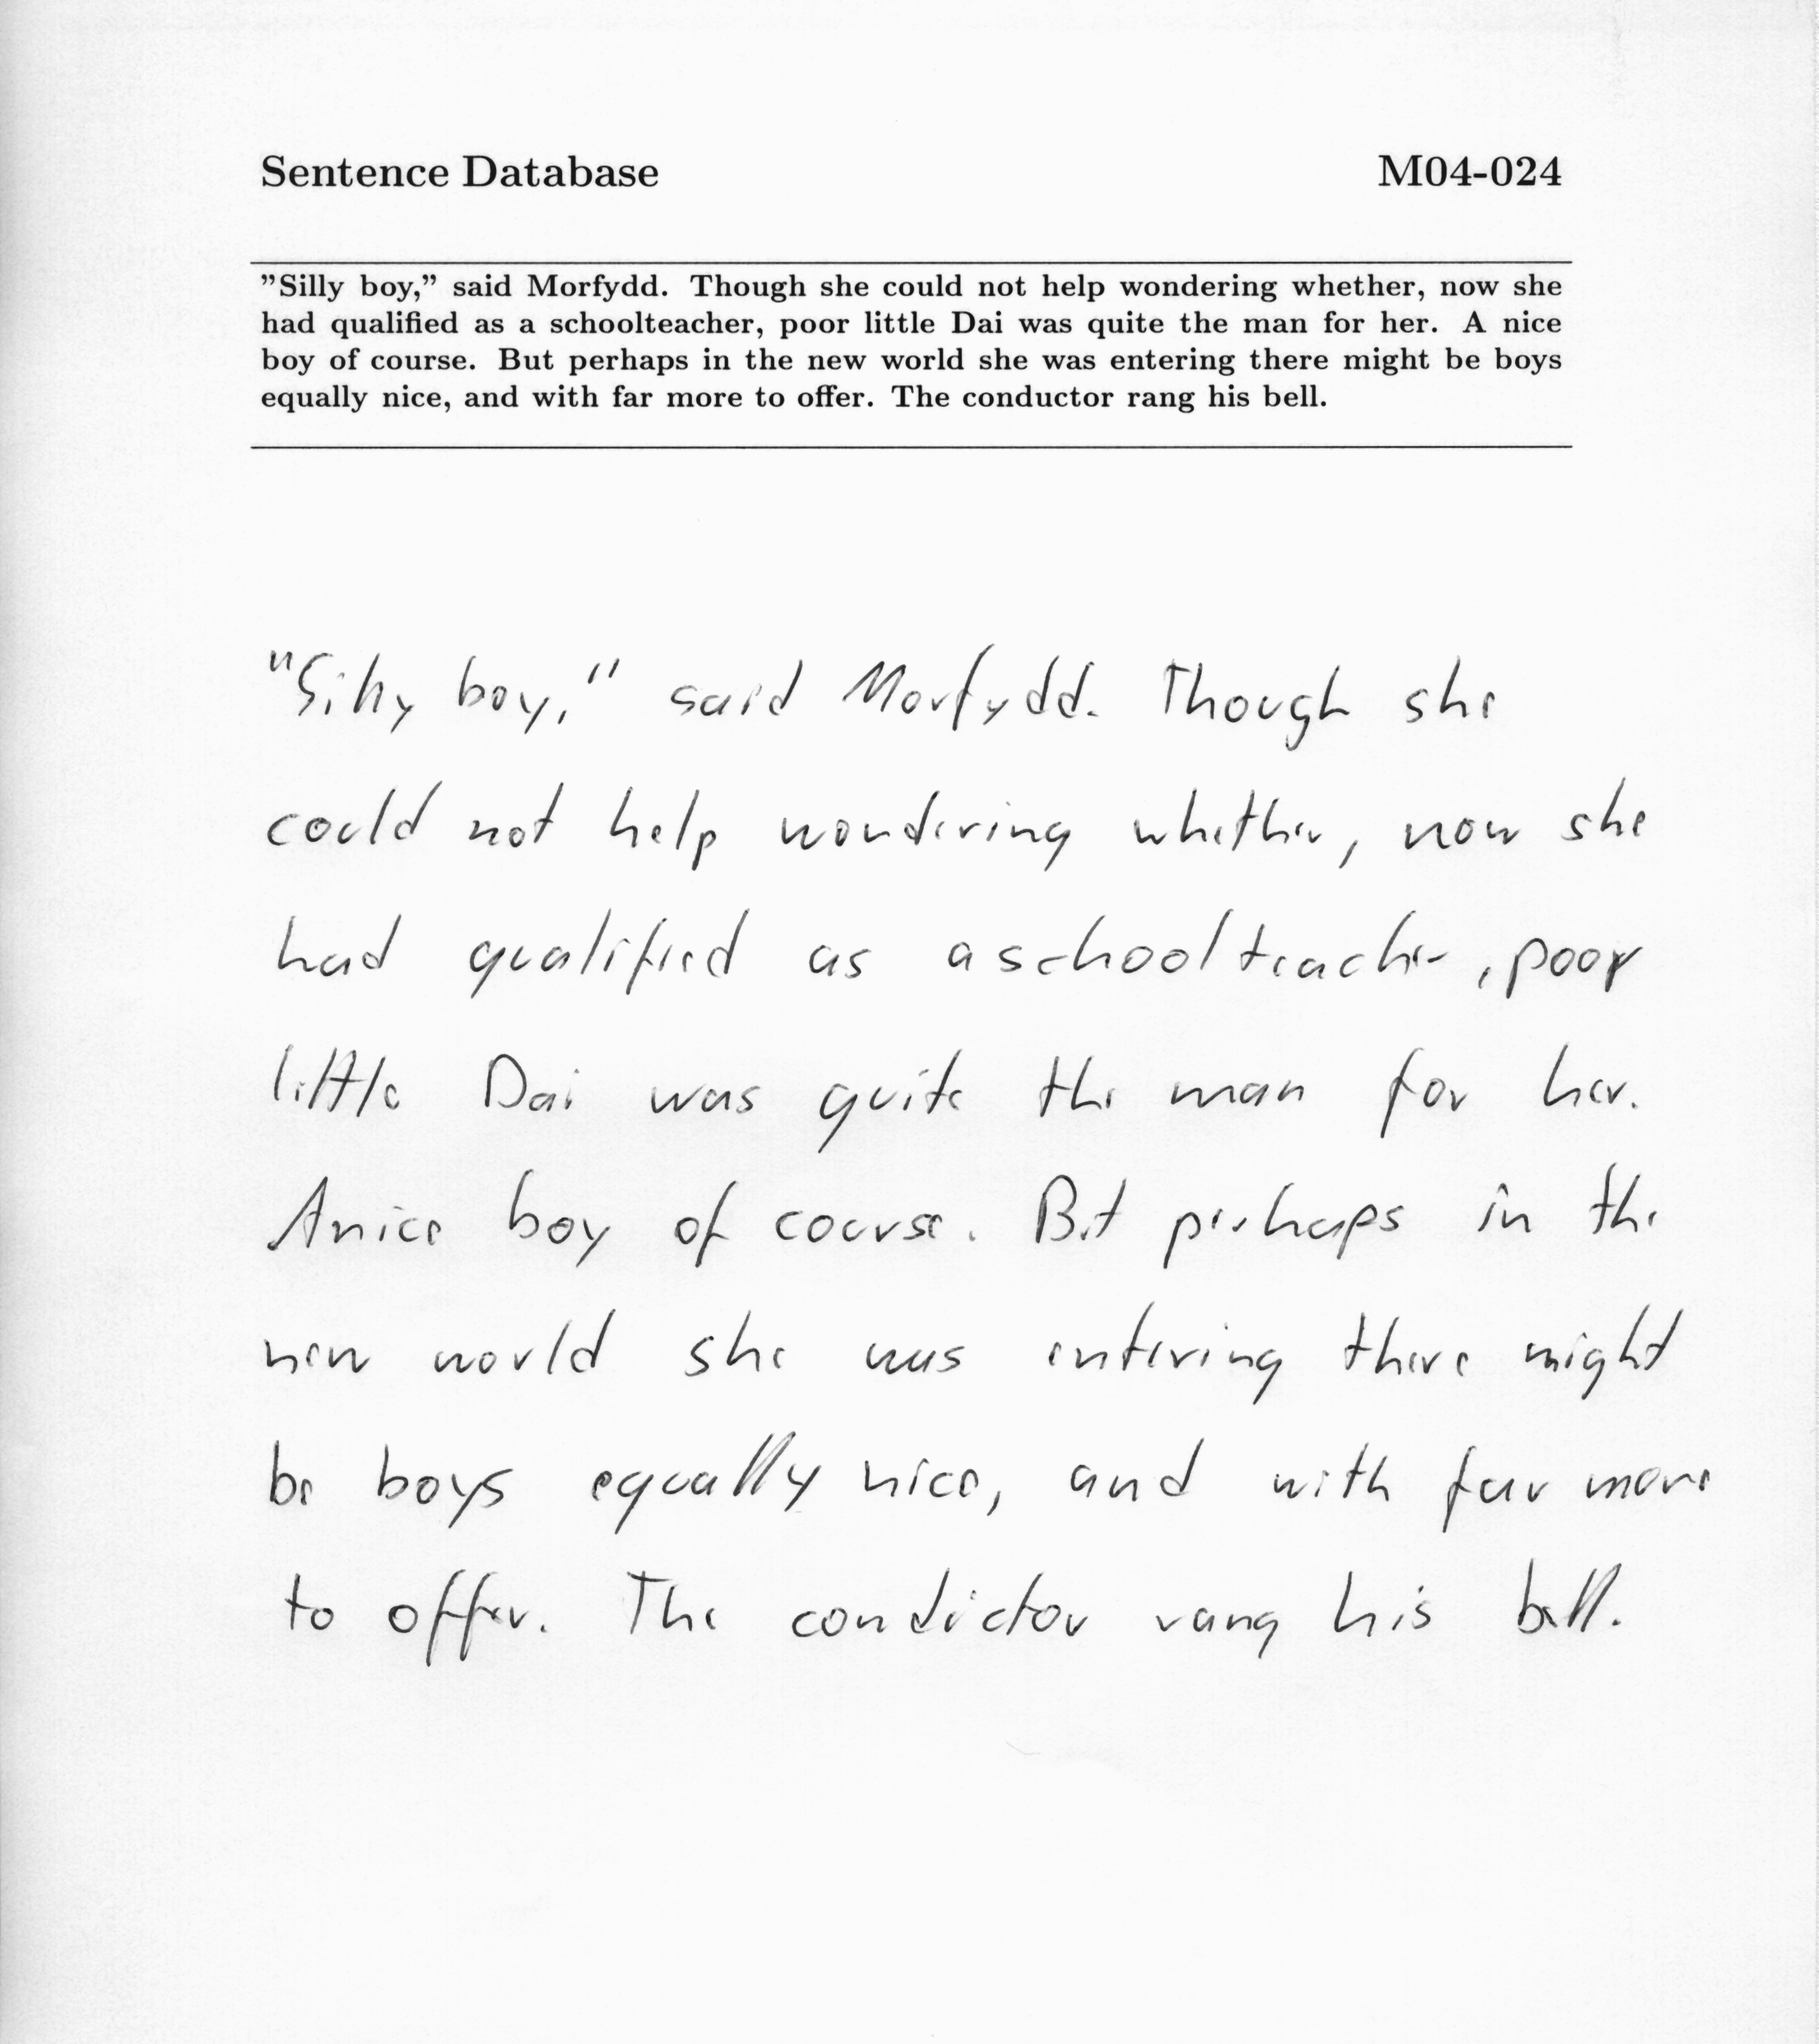 Sentence Database M04-024
”Silly boy,” said Morfydd. Though she could not help wondering whether, now she
had qualified as a schoolteacher, poor little Dai was quite the man for her. A nice
boy of course. But perhaps in the new world she was entering there might be boys
equally nice, and with far more to offer. The conductor rang his bell.
"Silly boy," said Morfydd. Though she
could not help wondering whether, now she
had qualified as a schoolteacher, poor
little Dai was quite the man for her.
A nice boy of course. But perhaps in the
new world she was entering there might
be boys equally nice, and with far more
to offer. The conductor rang his bell.